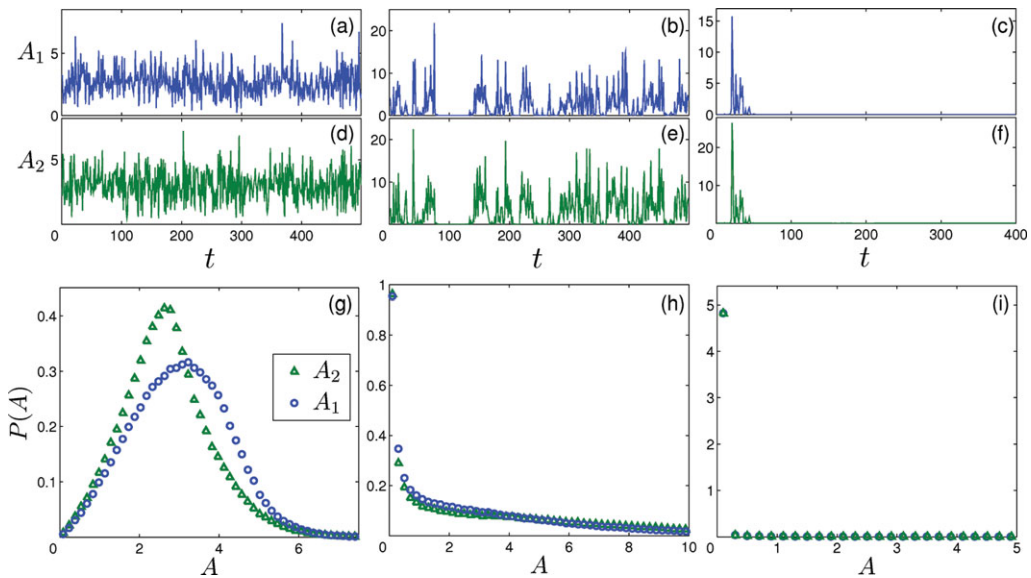 (a) (b) (c)
A₁ 5 0 20 10 0 15 10 5 0
(d) (e) (f)
A₂ 5 0 20 10 20 10
0 100 200 300 400 0 100 200 300 400 0 100 200 300 400
t t t
(g) (h) (i)
P(A)
0.4 0.3 0.2 0.1
1 0.8 0.6 0.4 0.2
5 4 3 2 1 0
A₂
A₁
0 2 4 6 0 2 4 6 8 10 0 1 2 3 4 5
A A A